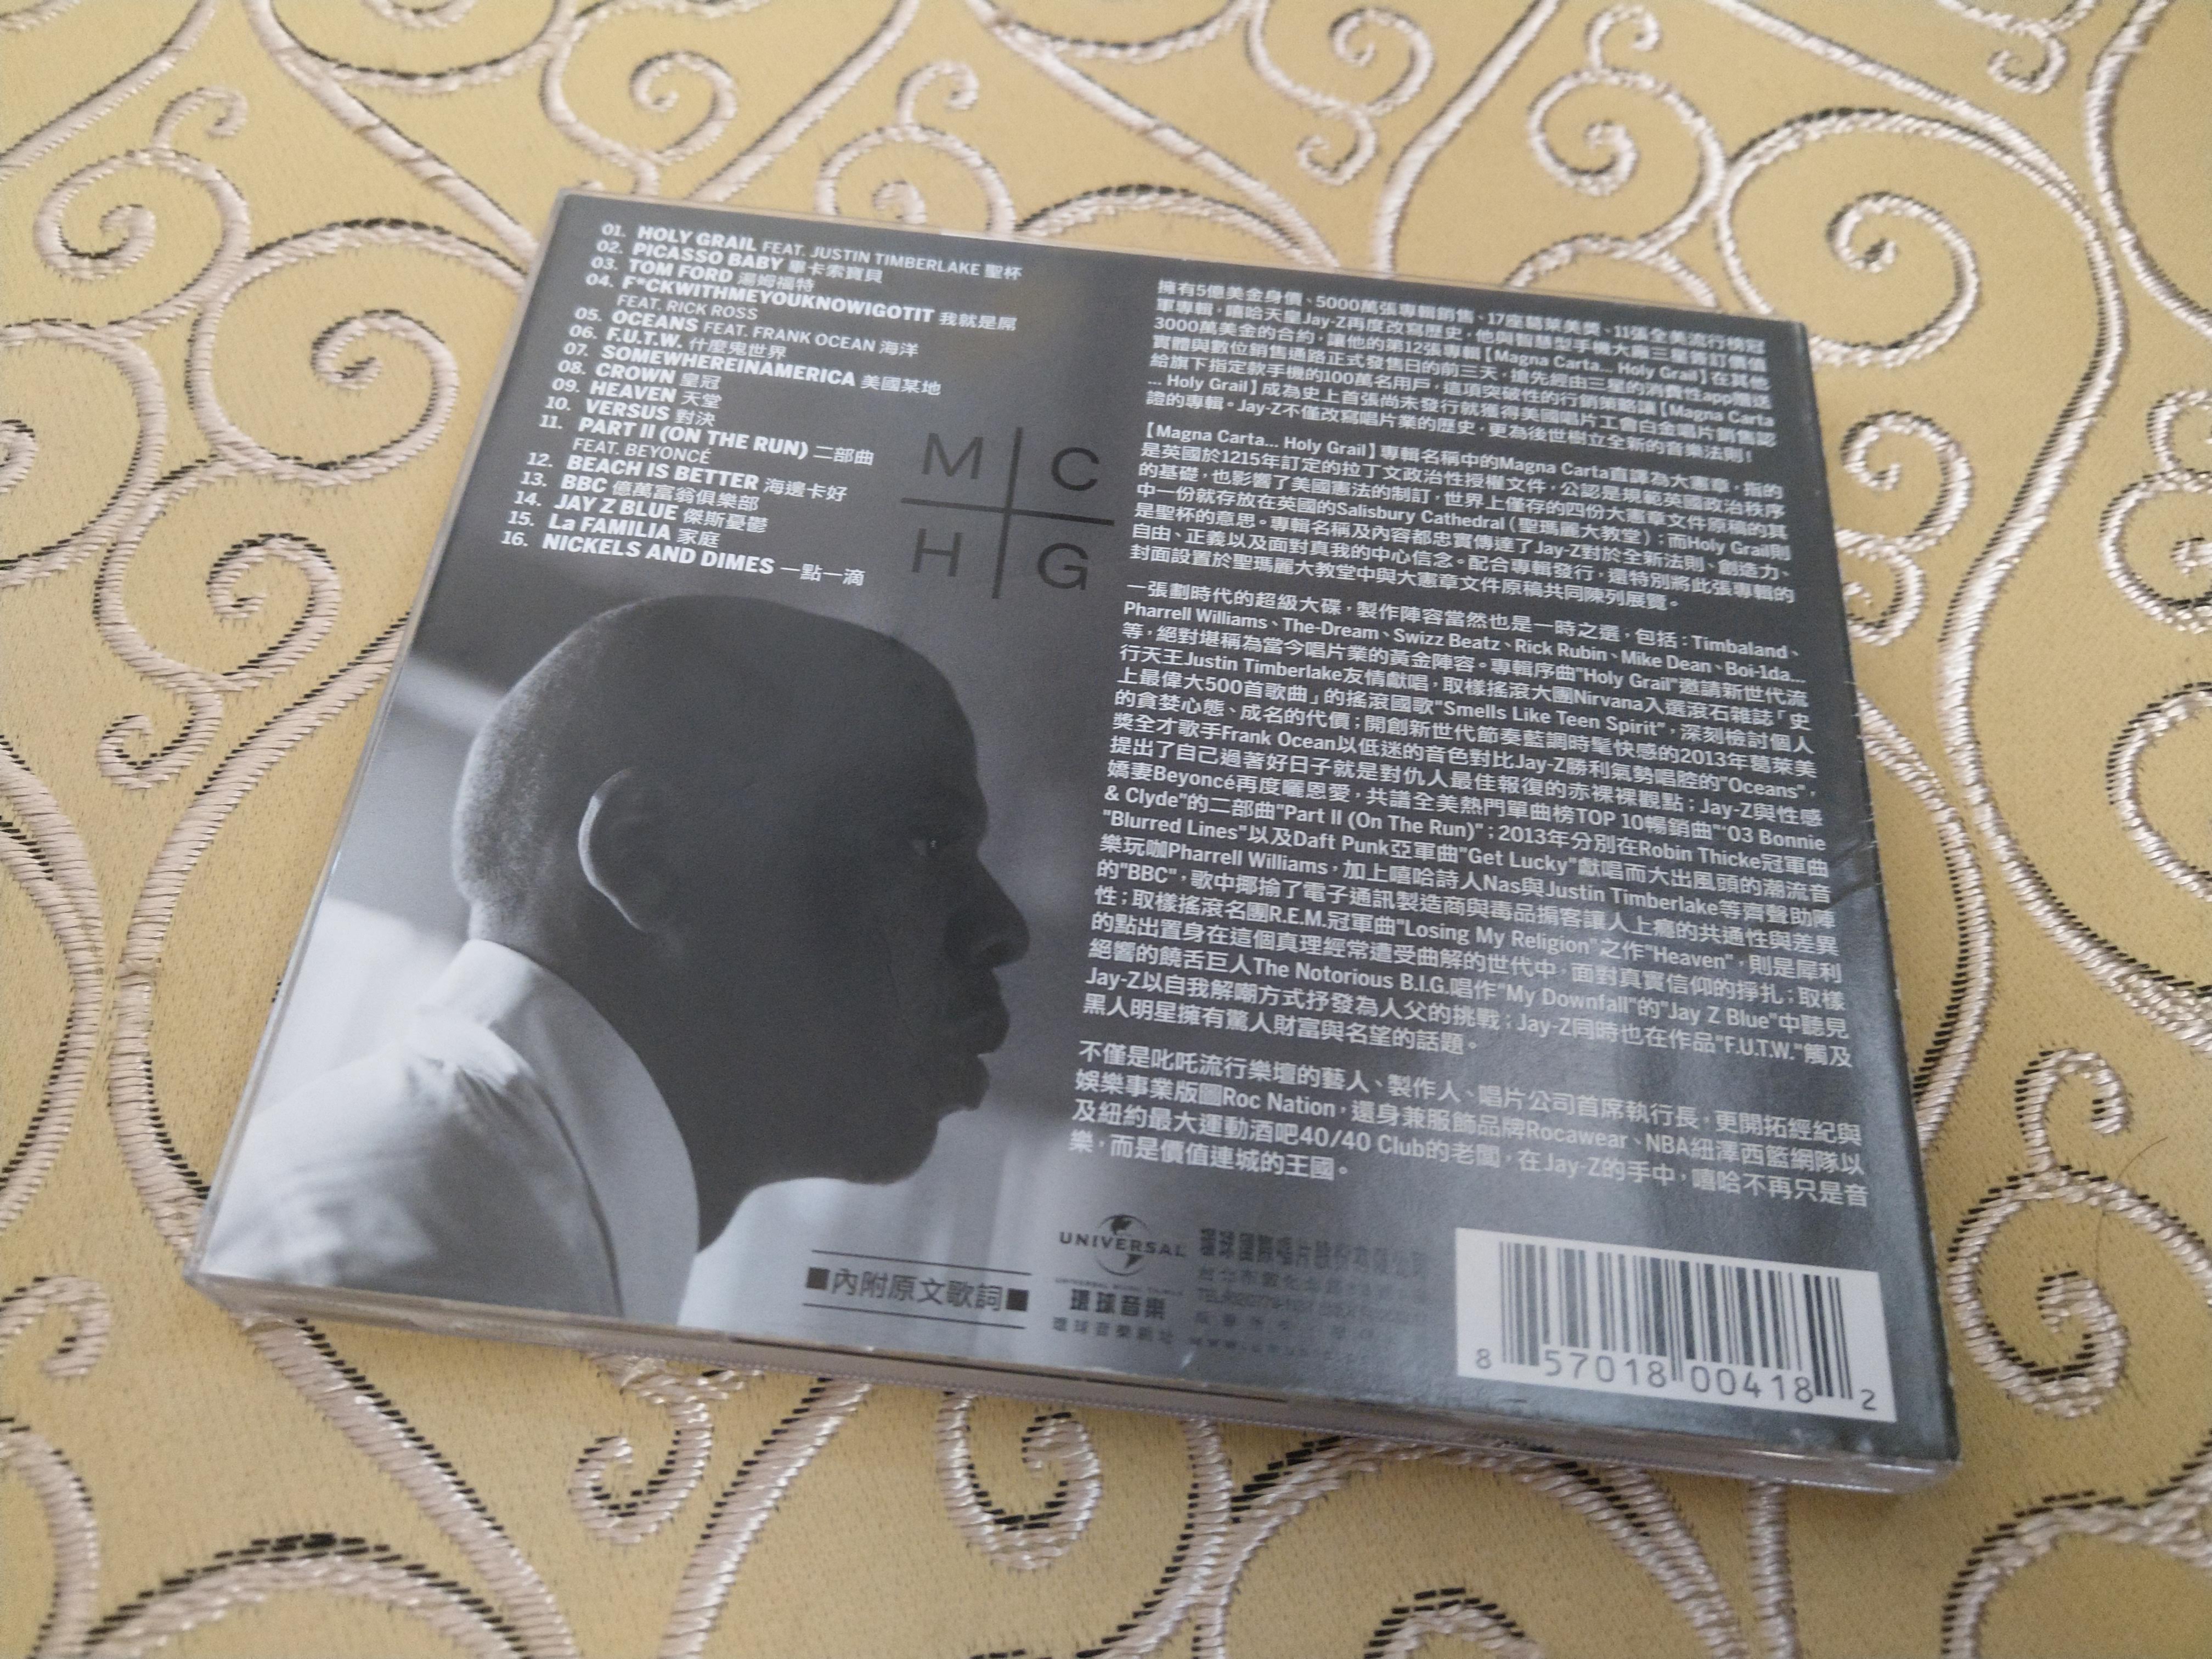 01. HOLY GRAIL FEAT. JUSTIN TIMBERLAKE 聖杯
02. PICASSO BABY 畢卡索寶貝
03. TOM FORD 湯姆福特
04. F*CKWITHMEYOUKNOWIGOTIT 我就是屌
FEAT. RICK ROSS
05. OCEANS FEAT. FRANK OCEAN 海洋
06. F.U.T.W. 什麼鬼世界
07. SOMEWHEREINAMERICA 美國某地
08. CROWN 皇冠
09. HEAVEN 天堂
10. VERSUS 對決
11. PART II (ON THE RUN) 二部曲
FEAT. BEYONCÉ
12. BEACH IS BETTER 海邊卡好
13. BBC 億萬富翁俱樂部
14. JAY Z BLUE 傑斯憂鬱
15. La FAMILIA 家庭
16. NICKELS AND DIMES 一點一滴
M C
H G
擁有5億美金身價、5000萬張專輯銷售、17座葛萊美獎、11張全美流行榜冠
軍專輯,嘻哈天皇Jay-Z再度改寫歷史,他與智慧型手機大廠三星簽訂價值
3000萬美金的合約,讓他的第12張專輯【Magna Carta... Holy Grail】在其他
實體與數位銷售通路正式發售日的前三天,搶先經由三星的消費性app贈送
給旗下指定款手機的100萬名用戶,這項突破性的行銷策略讓【Magna Carta
... Holy Grail】成為史上首張尚未發行就獲得美國唱片工會白金唱片銷售認
證的專輯。Jay-Z不僅改寫唱片業的歷史,更為後世樹立全新的音樂法則!
【Magna Carta... Holy Grail】專輯名稱中的Magna Carta直譯為大憲章,指的
是英國於1215年訂定的拉丁文政治性授權文件,公認是規範英國政治秩序
的基礎,也影響了美國憲法的制訂,世界上僅存的四份大憲章文件原稿的其
中一份就存放在英國的Salisbury Cathedral(聖瑪麗大教堂);而Holy Grail則
是聖杯的意思。專輯名稱及內容都忠實傳達了Jay-Z對於全新法則、創造力、
自由、正義以及面對真我的中心信念。配合專輯發行,還特別將此張專輯的
封面設置於聖瑪麗大教堂中與大憲章文件原稿共同陳列展覽。
一張劃時代的超級大碟,製作陣容當然也是一時之選,包括:Timbaland、
Pharrell Williams、The-Dream、Swizz Beatz、Rick Rubin、Mike Dean、Boi-1da...
等,絕對堪稱為當今唱片業的黃金陣容。專輯序曲"Holy Grail"邀請新世代流
行天王Justin Timberlake友情獻唱,取樣搖滾大團Nirvana入選滾石雜誌「史
上最偉大500首歌曲」的搖滾國歌"Smells Like Teen Spirit",深刻檢討個人
的貪婪心態、成名的代價;開創新世代節奏藍調時髦快感的2013年葛萊美
獎全才歌手Frank Ocean以低迷的音色對比Jay-Z勝利氣勢唱腔的"Oceans",
提出了自己過著好日子就是對仇人最佳報復的赤裸裸觀點;Jay-Z與性感
嬌妻Beyoncé再度曬恩愛,共譜全美熱門單曲榜TOP 10暢銷曲"'03 Bonnie
& Clyde"的二部曲"Part II (On The Run)";2013年分別在Robin Thicke冠軍曲
"Blurred Lines"以及Daft Punk亞軍曲"Get Lucky"獻唱而大出風頭的潮流音
樂玩咖Pharrell Williams,加上嘻哈詩人Nas與Justin Timberlake等齊聲助陣
的"BBC",歌中揶揄了電子通訊製造商與毒品掮客讓人上癮的共通性與差異
性;取樣搖滾名團R.E.M.冠軍曲"Losing My Religion"之作"Heaven",則是犀利
的點出置身在這個真理經常遭受曲解的世代中,面對真實信仰的掙扎;取樣
絕響的饒舌巨人The Notorious B.I.G.唱作"My Downfall"的"Jay Z Blue"中聽見
Jay-Z以自我解嘲方式抒發為人父的挑戰;Jay-Z同時也在作品"F.U.T.W."觸及
黑人明星擁有驚人財富與名望的話題。
不僅是叱吒流行樂壇的藝人、製作人、唱片公司首席執行長,更開拓經紀與
娛樂事業版圖Roc Nation,還身兼服飾品牌Rocawear、NBA紐澤西籃網隊以
及紐約最大運動酒吧40/40 Club的老闆,在Jay-Z的手中,嘻哈不再只是音
樂,而是價值連城的王國。
■內附原文歌詞■
UNIVERSAL
環球音樂
環球音樂網址
環球國際唱片股份有限公司
8 57018 00418 2